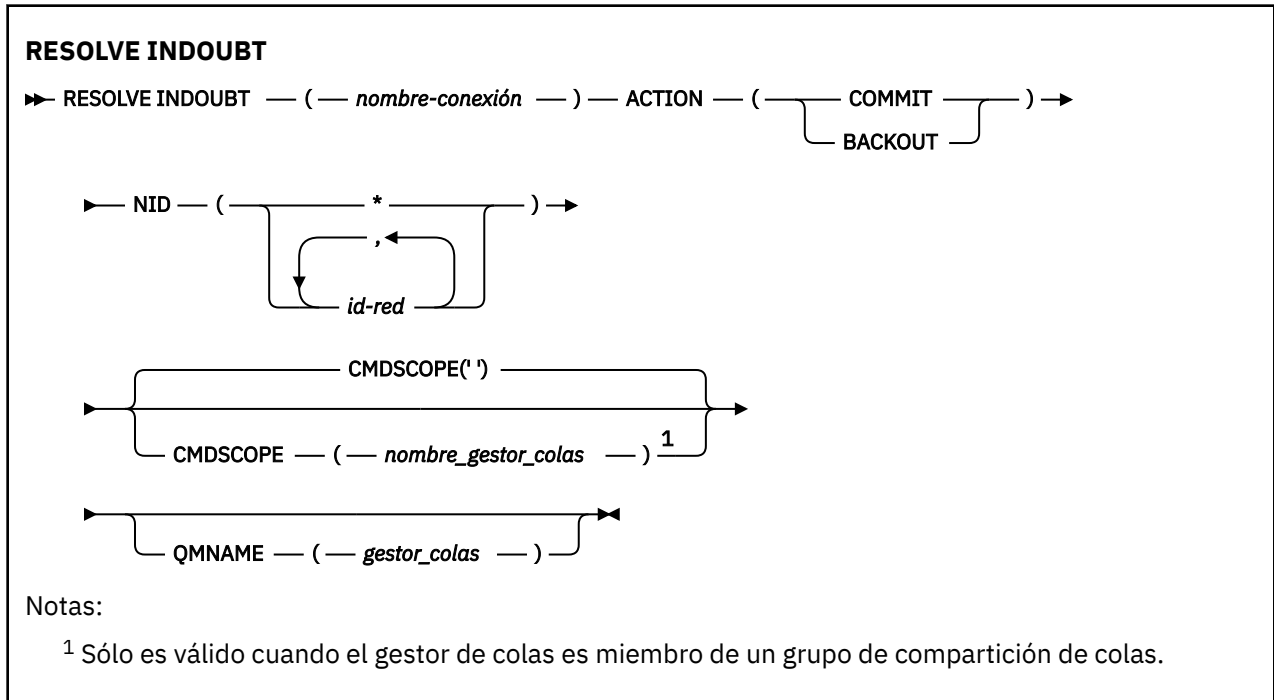 RESOLVE INDOUBT
RESOLVE INDOUBT ( nombre-conexión ) ACTION ( COMMIT )
BACKOUT
NID ( * )
,
id-red
CMDSCOPE(' ')
CMDSCOPE ( nombre_gestor_colas ) 1
QMNAME ( gestor_colas )
Notas:
1 Sólo es válido cuando el gestor de colas es miembro de un grupo de compartición de colas.